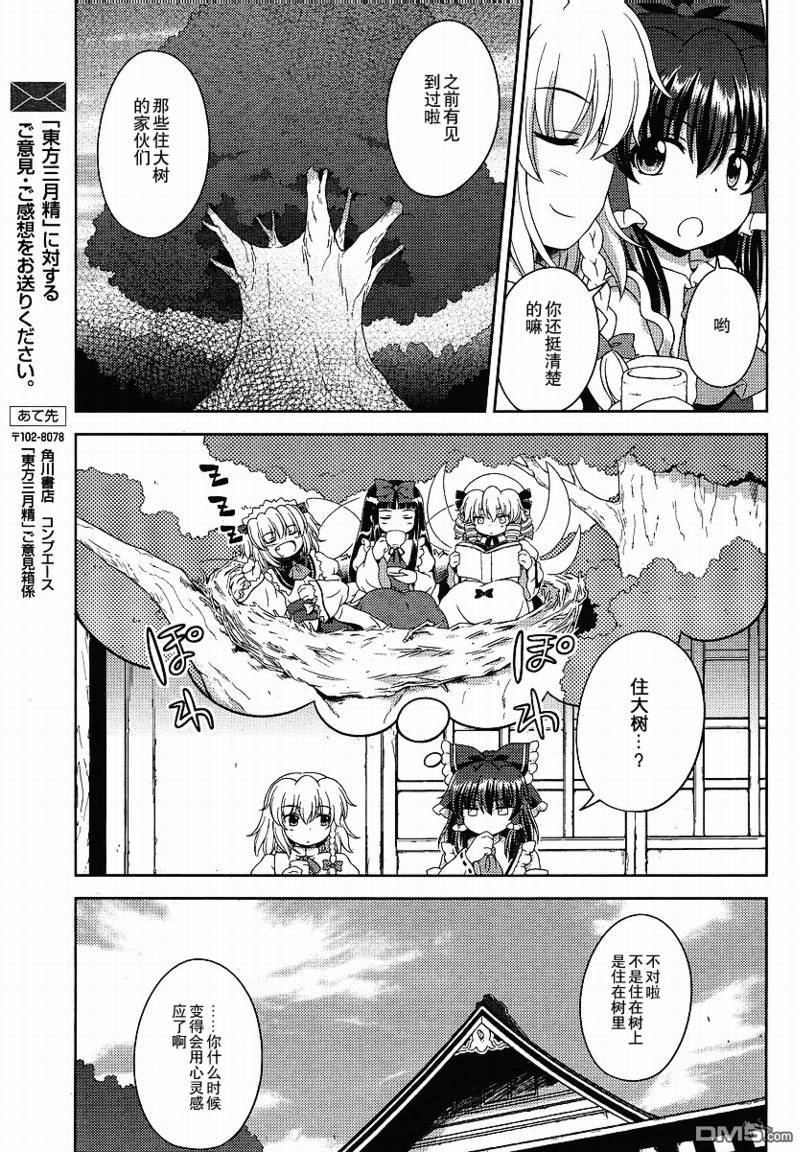 哟
你还挺清楚
的嘛
之前有见
到过啦
那些住大树
的家伙们
「東方三月精」に対する
ご意見・ご感想をお送りください。
あて先
〒102-8078
角川書店 コンプエース
「東方三月精」ご意見箱係
Z
Z
Z
ぽわ
ぽわ
住大树
…？
不对啦
不是住在树上
是住在树里
……你什么时候
变得会用心灵感
应了啊
DM5.com